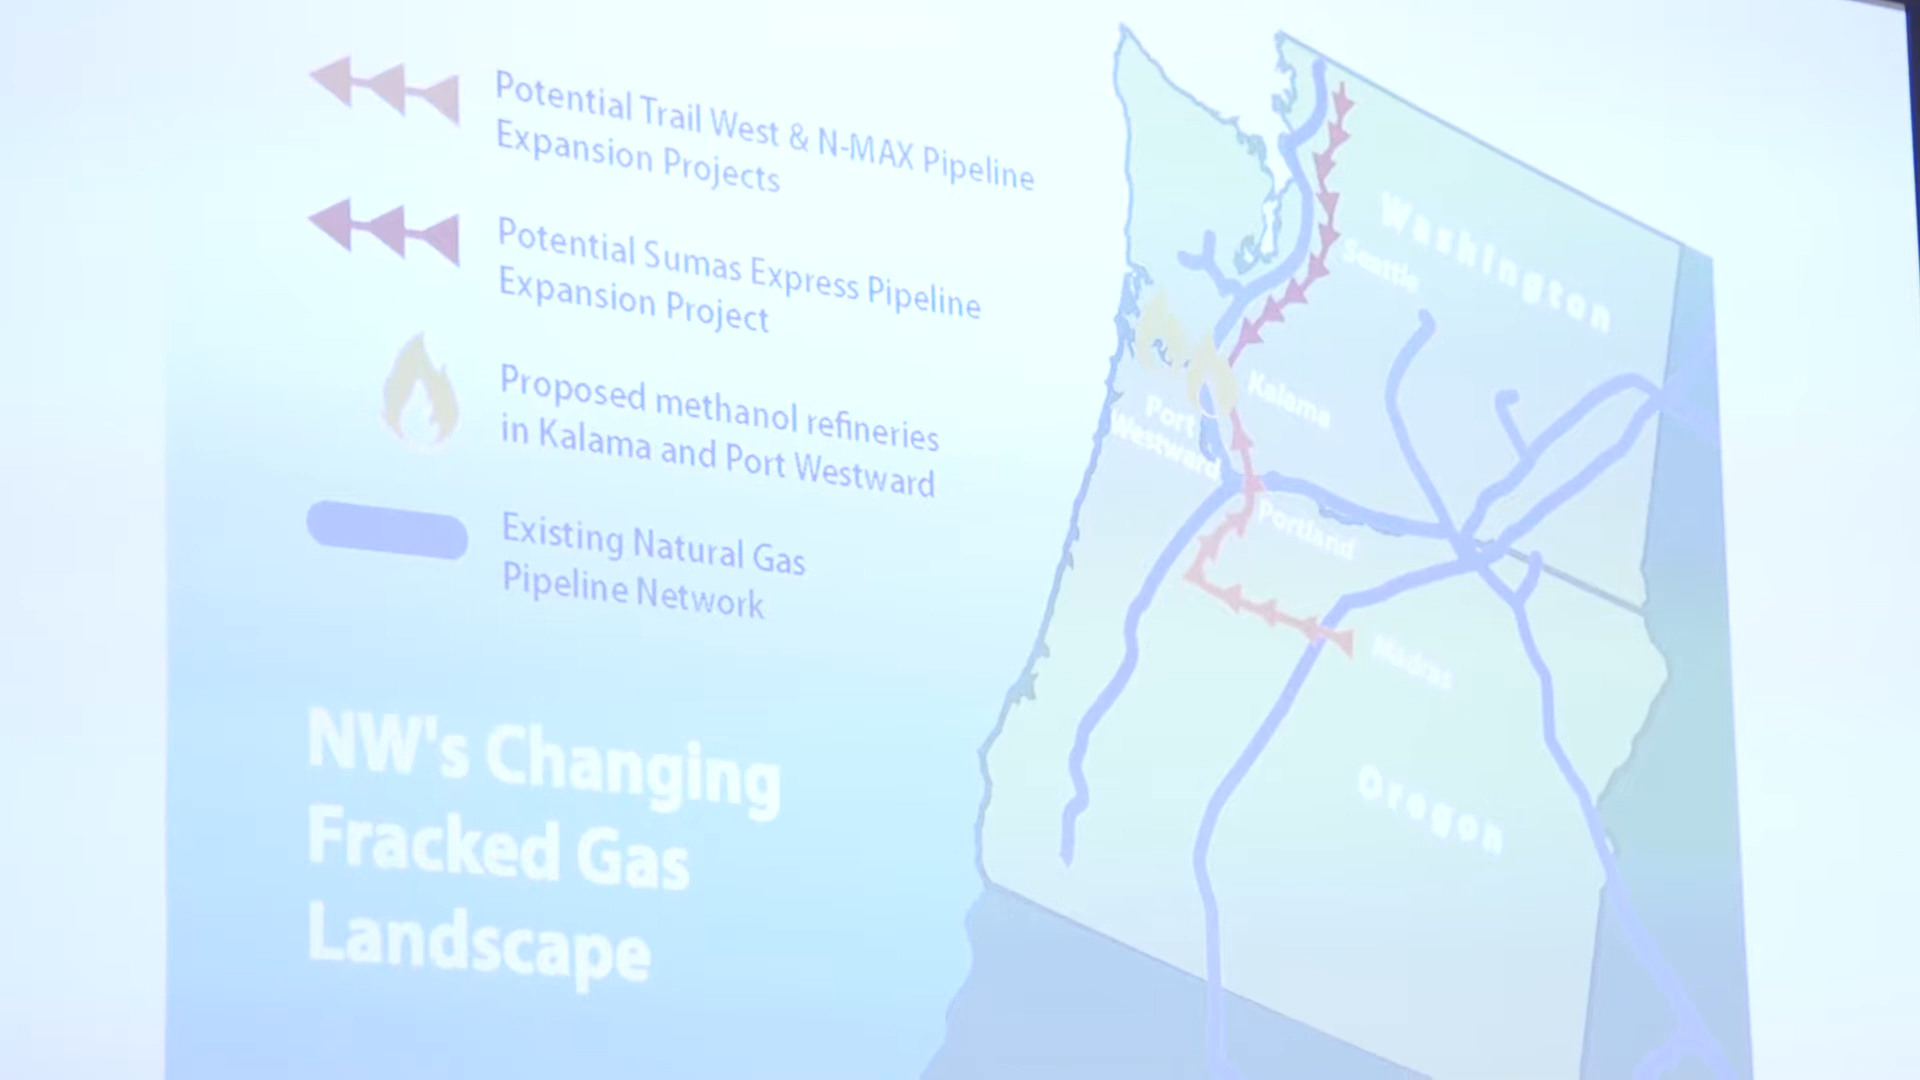 Potential Trail West & N-MAX Pipeline
Expansion Projects
Potential Sumas Express Pipeline
Expansion Project
Proposed methanol refineries
in Kalama and Port Westward
Existing Natural Gas
Pipeline Network
NW's Changing
Fracked Gas
Landscape
Washington
Seattle
Kalama
Port
Westward
Portland
Madras
Oregon